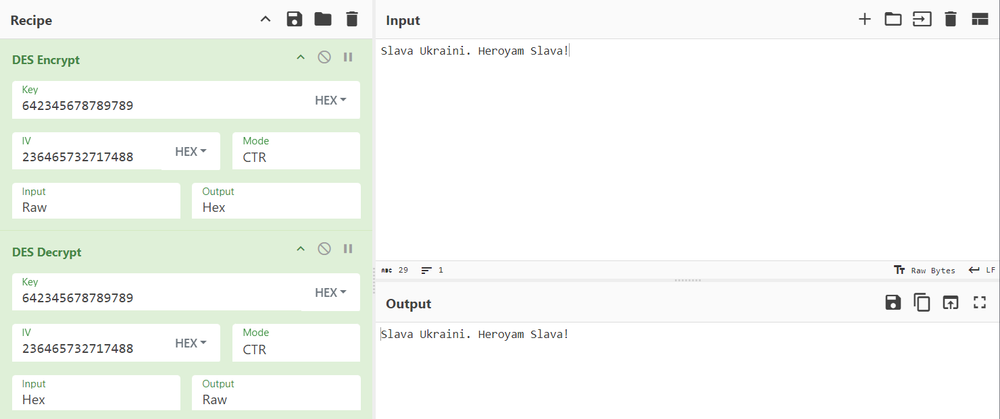 Recipe
DES Encrypt
Key
642345678789789
HEX
IV
236465732717488
HEX
Mode
CTR
Input
Raw
Output
Hex
DES Decrypt
Key
642345678789789
HEX
IV
236465732717488
HEX
Mode
CTR
Input
Hex
Output
Raw
Input
Slava Ukraini. Heroyam Slava!
ABC 29 1 Tт Raw Bytes LF
Output
Slava Ukraini. Heroyam Slava!